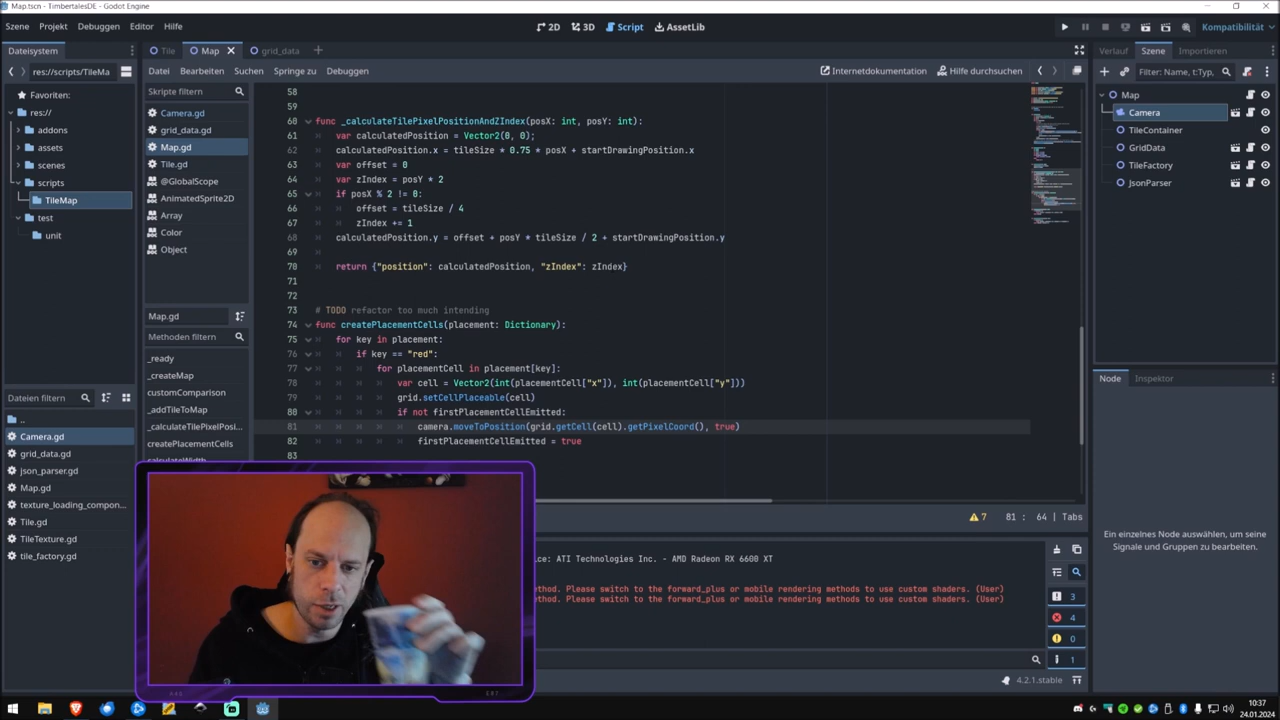 Map.tscn - TimbertalesDE - Godot Engine
Szene Projekt Debuggen Editor Hilfe
2D 3D Script AssetLib
Kompatibilität
Dateisystem
Tile Map grid_data
Verlauf Szene Importieren
res://scripts/TileMa
Datei Bearbeiten Suchen Springe zu Debuggen
Internetdokumentation Hilfe durchsuchen
Filter: Name, t:Typ,
Favoriten:
res://
addons
assets
scenes
scripts
TileMap
test
unit
Skripte filtern
Camera.gd
grid_data.gd
Map.gd
Tile.gd
@GlobalScope
AnimatedSprite2D
Array
Color
Object
Map.gd
Methoden filtern
_ready
_createMap
customComparison
_addTileToMap
_calculateTilePixelPosi...
createPlacementCells
calculateWidth
Dateien filtern
..
Camera.gd
grid_data.gd
json_parser.gd
Map.gd
texture_loading_compon...
Tile.gd
TileTexture.gd
tile_factory.gd
58
59
60 func _calculateTilePixelPositionAndZIndex(posX: int, posY: int):
61 var calculatedPosition = Vector2(0, 0);
62 calculatedPosition.x = tileSize * 0.75 * posX + startDrawingPosition.x
63 var offset = 0
64 var zIndex = posY * 2
65 if posX % 2 != 0:
66 offset = tileSize / 4
67 zIndex += 1
68 calculatedPosition.y = offset + posY * tileSize / 2 + startDrawingPosition.y
69
70 return {"position": calculatedPosition, "zIndex": zIndex}
71
72
73 # TODO refactor too much intending
74 func createPlacementCells(placement: Dictionary):
75 for key in placement:
76 if key == "red":
77 for placementCell in placement[key]:
78 var cell = Vector2(int(placementCell["x"]), int(placementCell["y"]))
79 grid.setCellPlaceable(cell)
80 if not firstPlacementCellEmitted:
81 camera.moveToPosition(grid.getCell(cell).getPixelCoord(), true)
82 firstPlacementCellEmitted = true
83
7 81 : 64 | Tabs
ice: ATI Technologies Inc. - AMD Radeon RX 6600 XT
thod. Please switch to the forward_plus or mobile rendering methods to use custom shaders. (User)
thod. Please switch to the forward_plus or mobile rendering methods to use custom shaders. (User)
3
4
0
1
4.2.1.stable
Map
Camera
TileContainer
GridData
TileFactory
JsonParser
Node Inspektor
Ein einzelnes Node auswählen, um seine
Signale und Gruppen zu bearbeiten.
10:37
24.01.2024